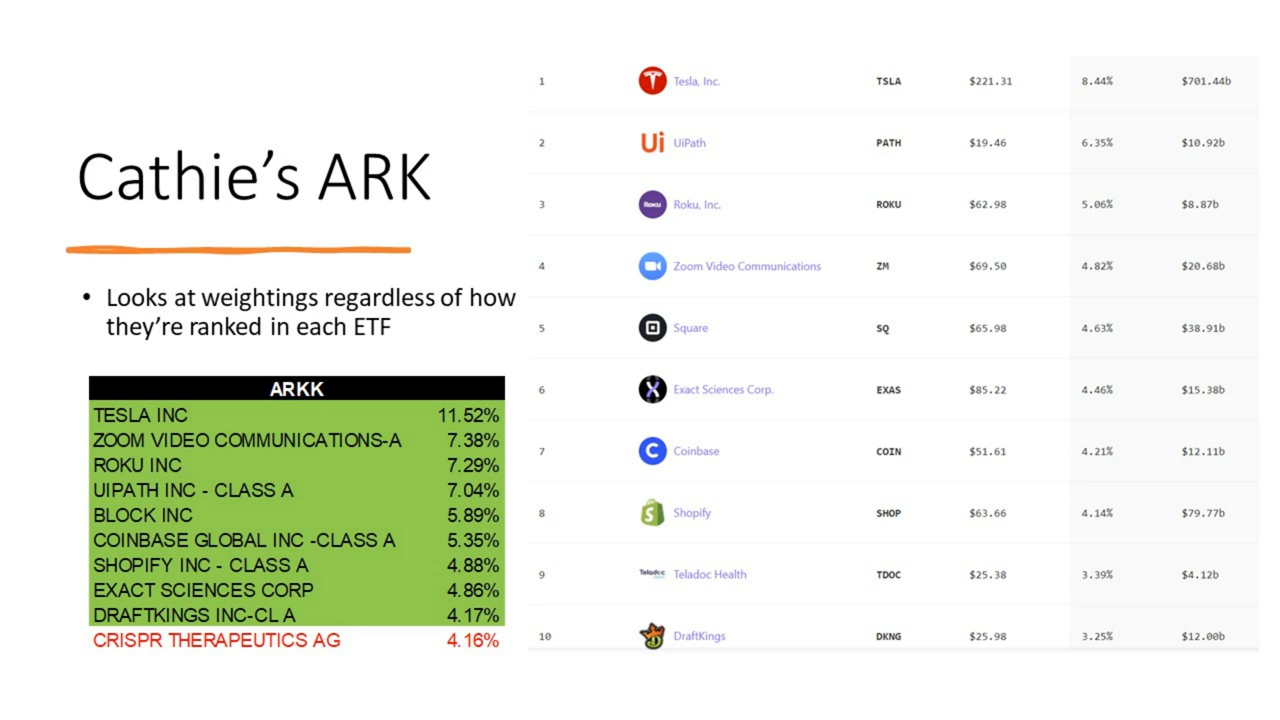 Cathie's ARK
• Looks at weightings regardless of how
they're ranked in each ETF
ARKK
TESLA INC 11.52%
ZOOM VIDEO COMMUNICATIONS-A 7.38%
ROKU INC 7.29%
UIPATH INC - CLASS A 7.04%
BLOCK INC 5.89%
COINBASE GLOBAL INC -CLASS A 5.35%
SHOPIFY INC - CLASS A 4.88%
EXACT SCIENCES CORP 4.86%
DRAFTKINGS INC-CL A 4.17%
CRISPR THERAPEUTICS AG 4.16%
1 Tesla, Inc. TSLA $221.31 8.44% $701.44b
2 Ui UiPath PATH $19.46 6.35% $10.92b
3 Roku Roku, Inc. ROKU $62.98 5.06% $8.87b
4 Zoom Video Communications ZM $69.50 4.82% $20.68b
5 Square SQ $65.98 4.63% $38.91b
6 Exact Sciences Corp. EXAS $85.22 4.46% $15.38b
7 Coinbase COIN $51.61 4.21% $12.11b
8 Shopify SHOP $63.66 4.14% $79.77b
9 Teladoc Teladoc Health TDOC $25.38 3.39% $4.12b
10 DraftKings DKNG $25.98 3.25% $12.00b